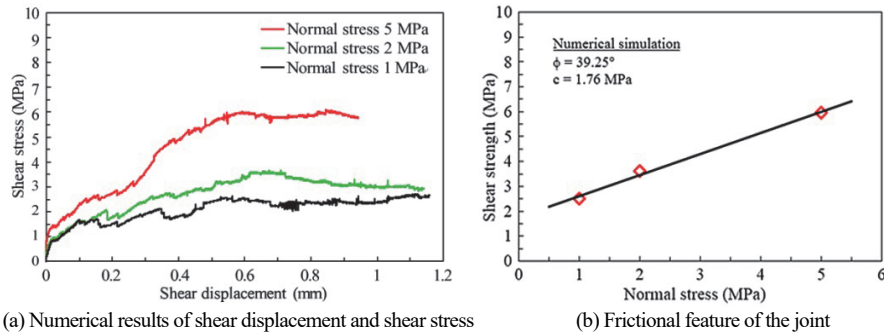 10
9
8
7
6
5
4
3
2
1
0
Shear stress (MPa)
Normal stress 5 MPa
Normal stress 2 MPa
Normal stress 1 MPa
0 0.2 0.4 0.6 0.8 1 1.2
Shear displacement (mm)
(a) Numerical results of shear displacement and shear stress
10
9
8
7
6
5
4
3
2
1
0
Shear strength (MPa)
Numerical simulation
ϕ = 39.25°
c = 1.76 MPa
0 1 2 3 4 5 6
Normal stress (MPa)
(b) Frictional feature of the joint